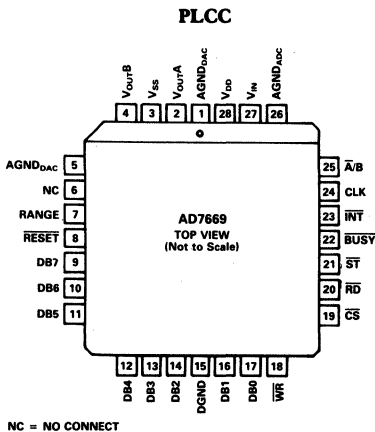 PLCC
VOUTB
VSS
VOUTA
AGNDDAC
VDD
VIN
AGNDADC
4 3 2 1 28 27 26
AGNDDAC 5
NC 6
RANGE 7
RESET 8
DB7 9
DB6 10
DB5 11
AD7669
TOP VIEW
(Not to Scale)
25 A/B
24 CLK
23 INT
22 BUSY
21 ST
20 RD
19 CS
12 13 14 15 16 17 18
DB4
DB3
DB2
DGND
DB1
DB0
WR
NC = NO CONNECT